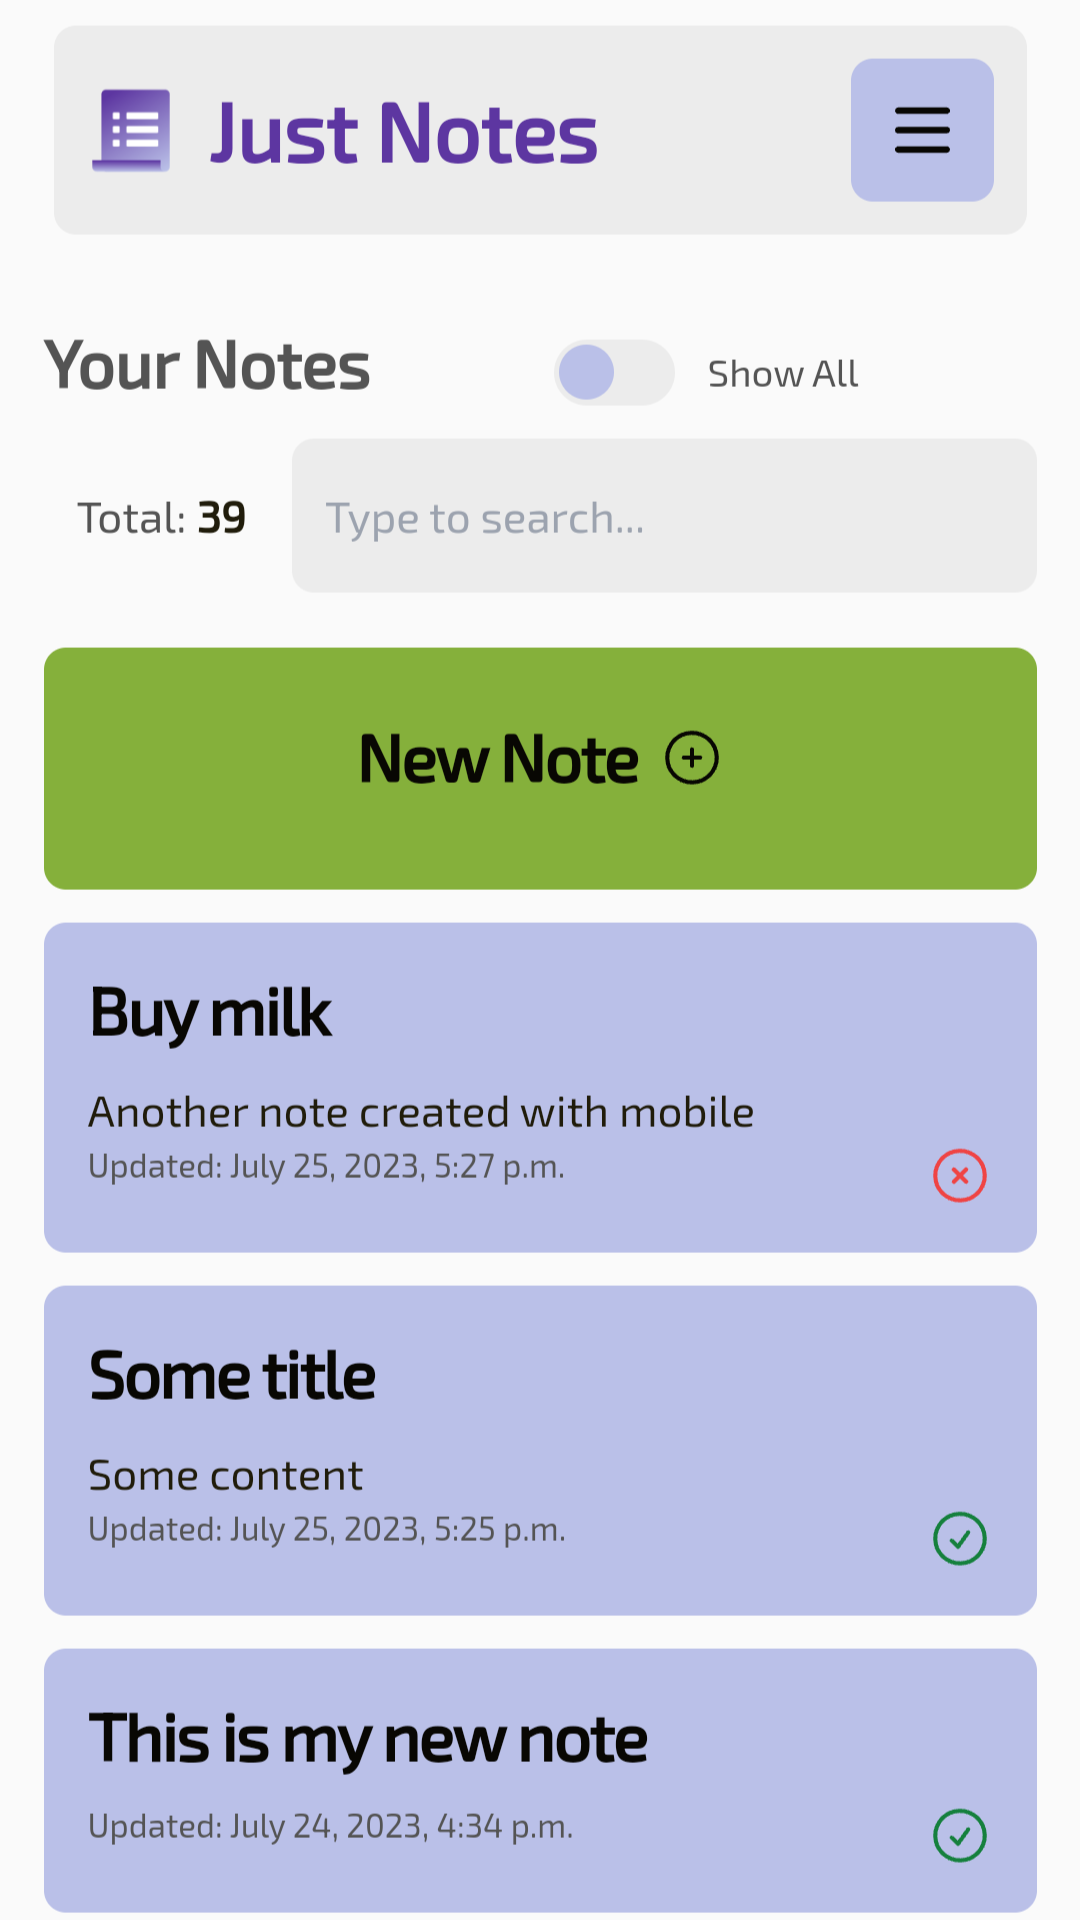 Just Notes
Your Notes
Show All
Total: 39
Type to search...
New Note
Buy milk
Another note created with mobile
Updated: July 25, 2023, 5:27 p.m.
Some title
Some content
Updated: July 25, 2023, 5:25 p.m.
This is my new note
Updated: July 24, 2023, 4:34 p.m.